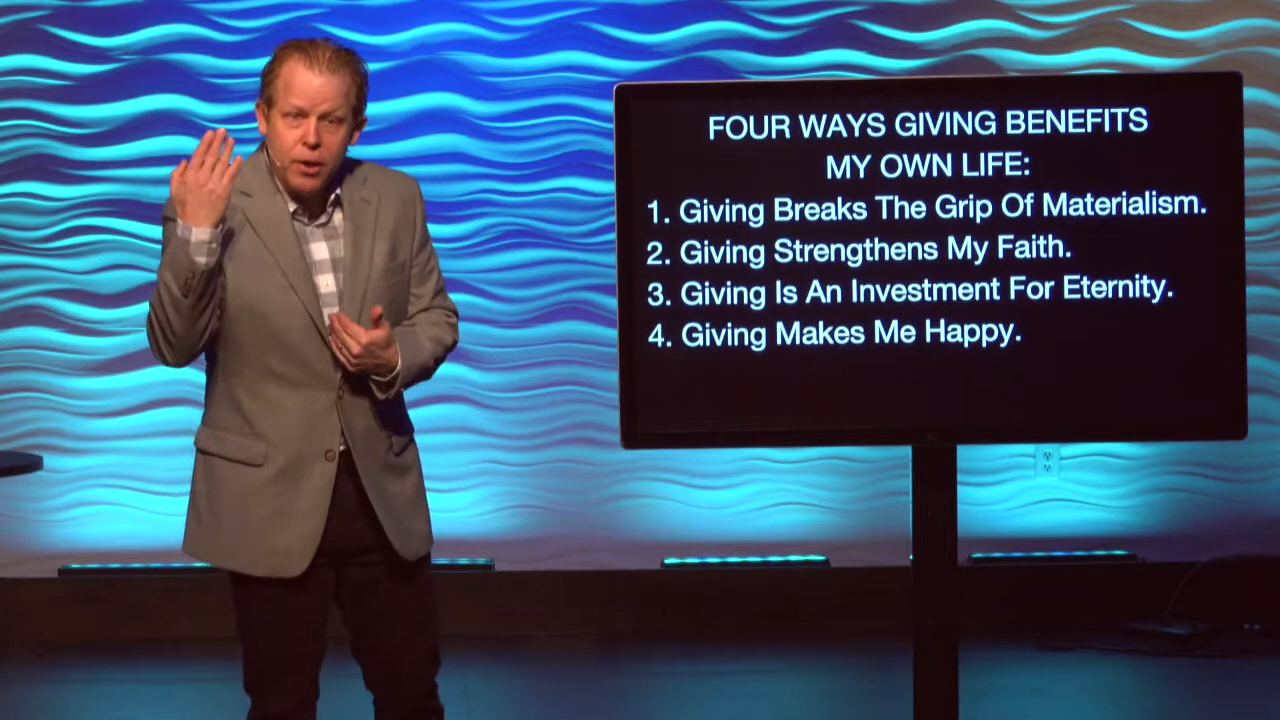 FOUR WAYS GIVING BENEFITS
MY OWN LIFE:
1. Giving Breaks The Grip Of Materialism.
2. Giving Strengthens My Faith.
3. Giving Is An Investment For Eternity.
4. Giving Makes Me Happy.